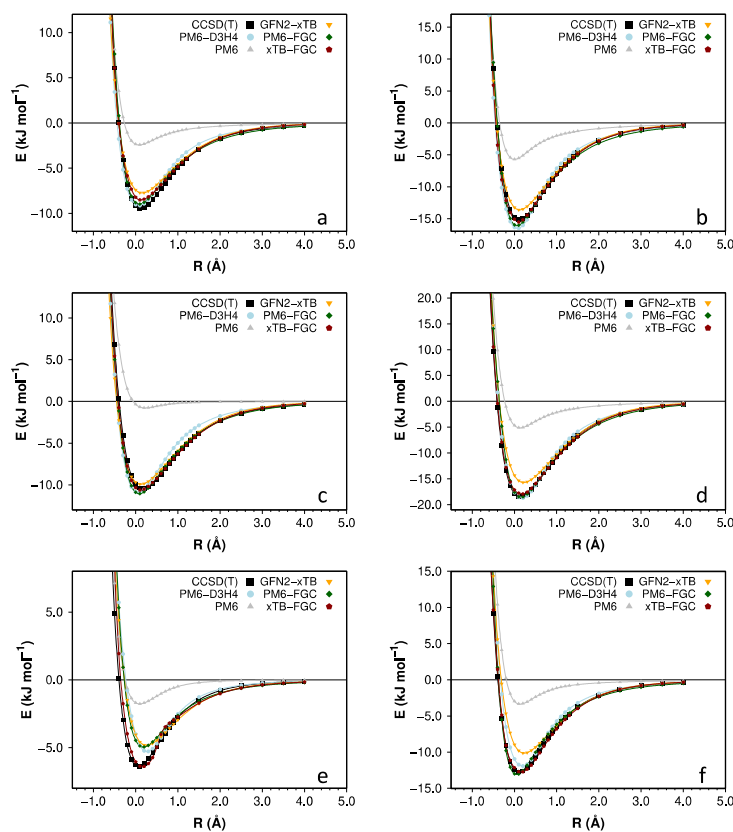 10.0
5.0
0.0
-5.0
-10.0
E (kJ mol⁻¹)
CCSD(T) GFN2-xTB
PM6-D3H4 PM6-FGC
PM6 xTB-FGC
a
-1.0 0.0 1.0 2.0 3.0 4.0 5.0
R (Å)
15.0
10.0
5.0
0.0
-5.0
-10.0
-15.0
E (kJ mol⁻¹)
CCSD(T) GFN2-xTB
PM6-D3H4 PM6-FGC
PM6 xTB-FGC
b
-1.0 0.0 1.0 2.0 3.0 4.0 5.0
R (Å)
10.0
5.0
0.0
-5.0
-10.0
E (kJ mol⁻¹)
CCSD(T) GFN2-xTB
PM6-D3H4 PM6-FGC
PM6 xTB-FGC
c
-1.0 0.0 1.0 2.0 3.0 4.0 5.0
R (Å)
20.0
15.0
10.0
5.0
0.0
-5.0
-10.0
-15.0
-20.0
E (kJ mol⁻¹)
CCSD(T) GFN2-xTB
PM6-D3H4 PM6-FGC
PM6 xTB-FGC
d
-1.0 0.0 1.0 2.0 3.0 4.0 5.0
R (Å)
5.0
0.0
-5.0
E (kJ mol⁻¹)
CCSD(T) GFN2-xTB
PM6-D3H4 PM6-FGC
PM6 xTB-FGC
e
-1.0 0.0 1.0 2.0 3.0 4.0 5.0
R (Å)
15.0
10.0
5.0
0.0
-5.0
-10.0
-15.0
E (kJ mol⁻¹)
CCSD(T) GFN2-xTB
PM6-D3H4 PM6-FGC
PM6 xTB-FGC
f
-1.0 0.0 1.0 2.0 3.0 4.0 5.0
R (Å)